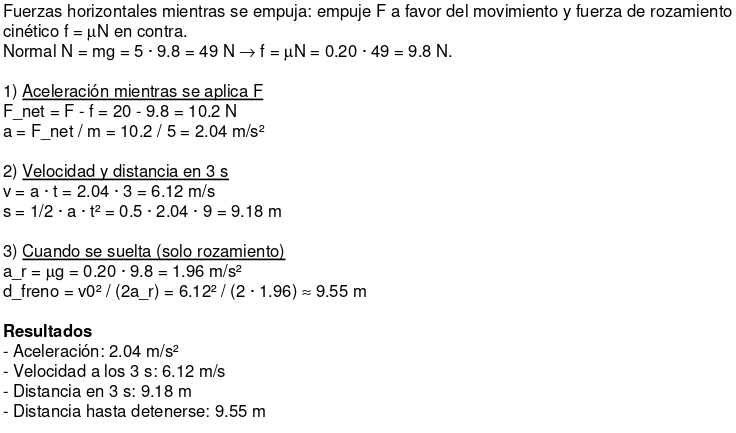 Fuerzas horizontales mientras se empuja: empuje F a favor del movimiento y fuerza de rozamiento
cinético f = μN en contra.
Normal N = mg = 5 · 9.8 = 49 N → f = μN = 0.20 · 49 = 9.8 N.
1) Aceleración mientras se aplica F
F_net = F - f = 20 - 9.8 = 10.2 N
a = F_net / m = 10.2 / 5 = 2.04 m/s²
2) Velocidad y distancia en 3 s
v = a · t = 2.04 · 3 = 6.12 m/s
s = 1/2 · a · t² = 0.5 · 2.04 · 9 = 9.18 m
3) Cuando se suelta (solo rozamiento)
a_r = μg = 0.20 · 9.8 = 1.96 m/s²
d_freno = v0² / (2a_r) = 6.12² / (2 · 1.96) ≈ 9.55 m
Resultados
- Aceleración: 2.04 m/s²
- Velocidad a los 3 s: 6.12 m/s
- Distancia en 3 s: 9.18 m
- Distancia hasta detenerse: 9.55 m